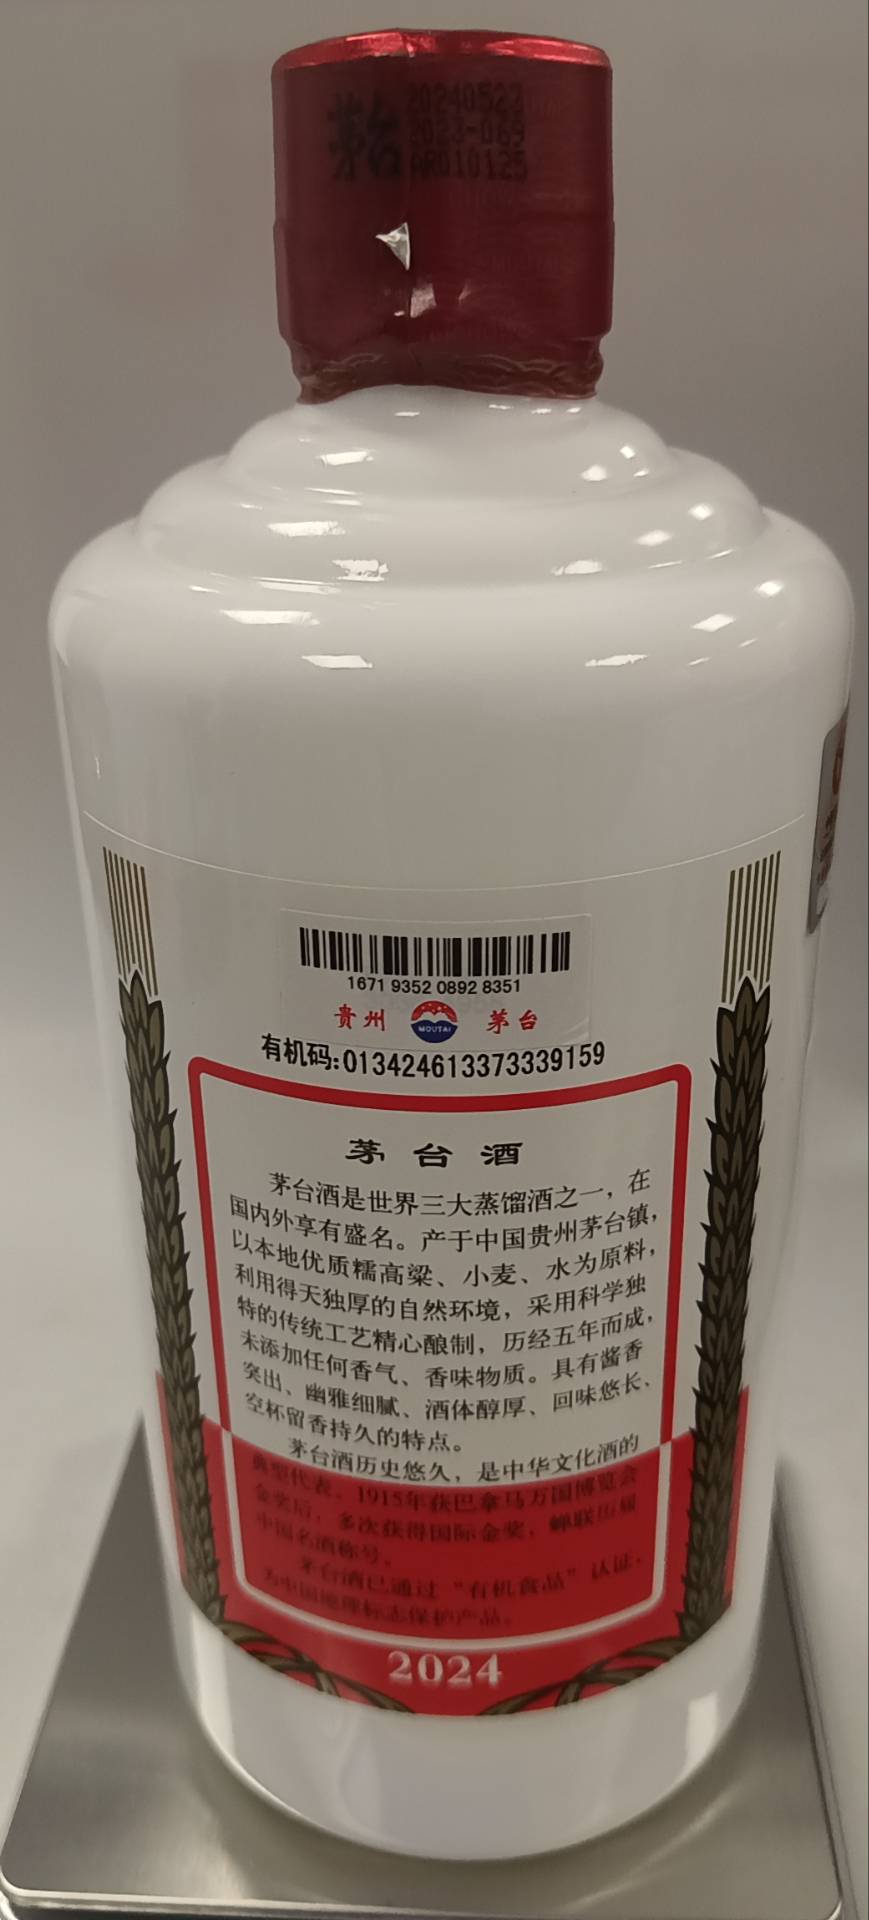 茅台
20240523
2023-069
AR010125
1671 9352 0892 8351
贵州 MOUTAI 茅台
有机码:013424613373339159
茅台酒
茅台酒是世界三大蒸馏酒之一，在
国内外享有盛名。产于中国贵州茅台镇，
以本地优质糯高粱、小麦、水为原料，
利用得天独厚的自然环境，采用科学独
特的传统工艺精心酿制，历经五年而成，
未添加任何香气、香味物质。具有酱香
突出、幽雅细腻、酒体醇厚、回味悠长、
空杯留香持久的特点。
茅台酒历史悠久，是中华文化酒的
典型代表。1915年获巴拿马万国博览会
金奖后，多次获得国际金奖，蝉联历届
中国名酒称号。
茅台酒已通过“有机食品”认证，
为中国地理标志保护产品。
2024